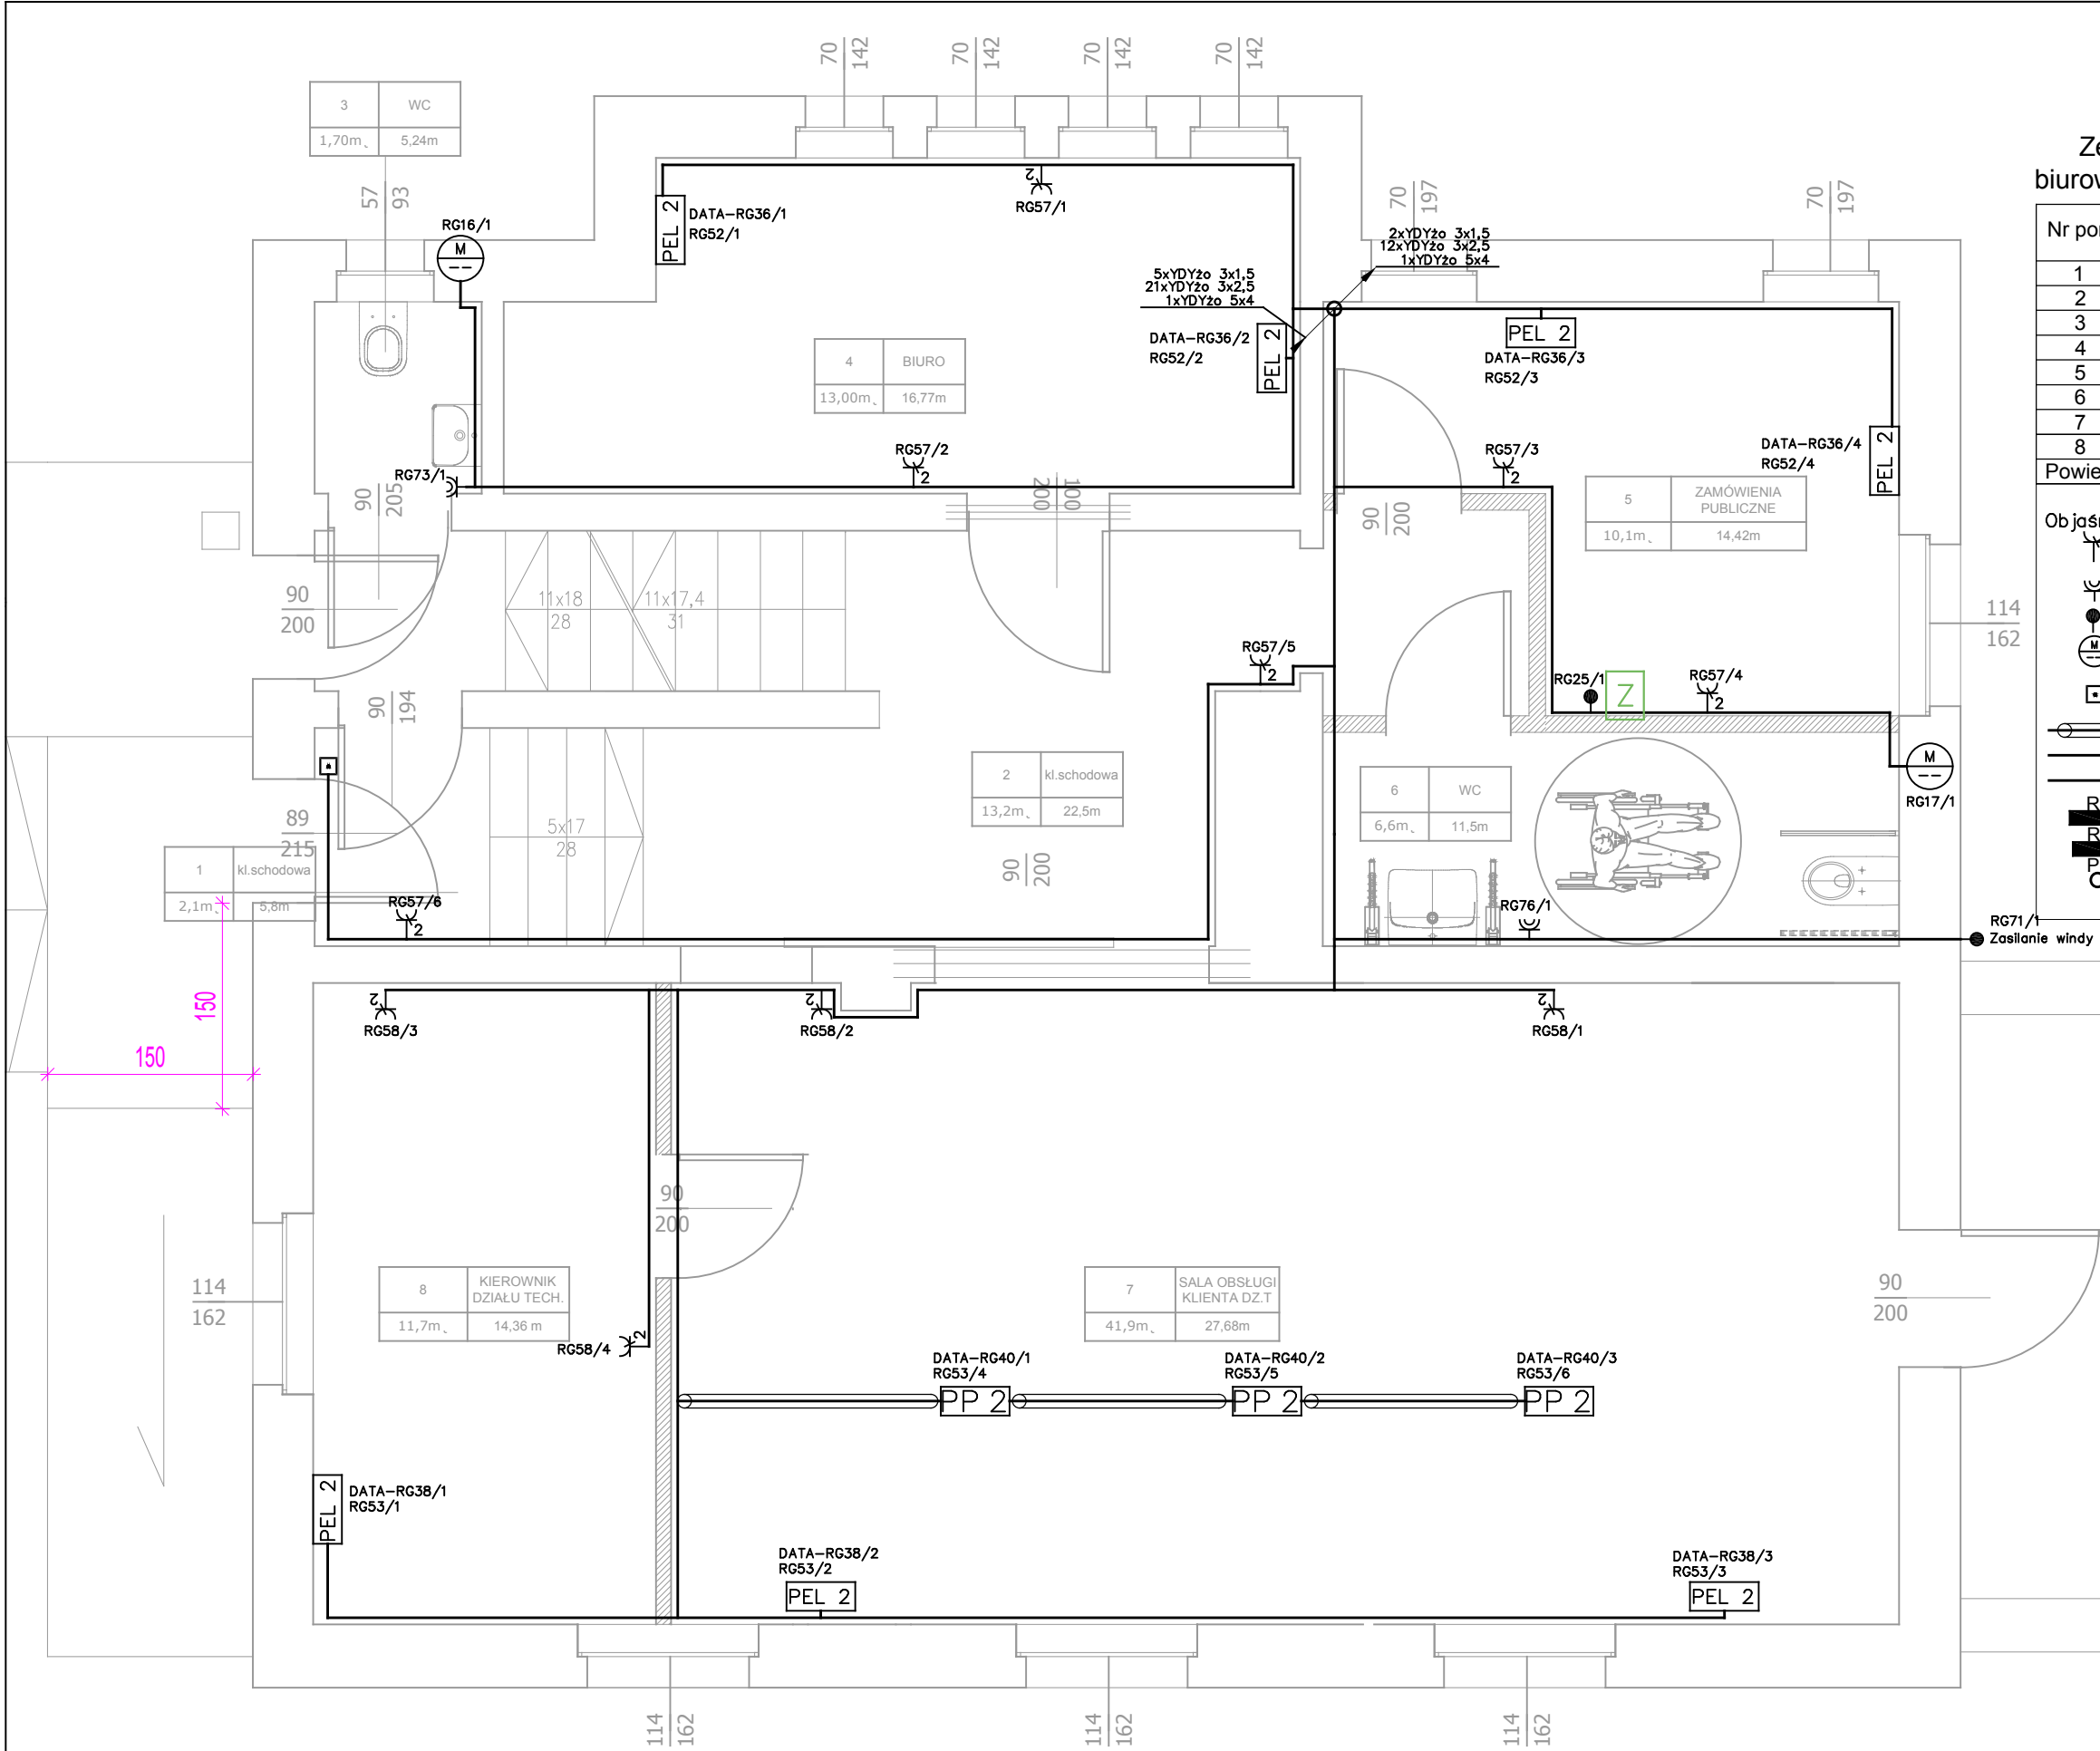 70
142
70
142
70
142
70
142
3
WC
1,70m
5,24m
57
93
RG16/1
M
--
PEL 2
DATA-RG36/1
RG52/1
2
RG57/1
70
197
70
197
2xYDYżo 3x1,5
12xYDYżo 3x2,5
1xYDYżo 5x4
5xYDYżo 3x1,5
21xYDYżo 3x2,5
1xYDYżo 5x4
DATA-RG36/2
RG52/2
PEL 2
PEL 2
DATA-RG36/3
RG52/3
4
BIURO
13,00m
16,77m
RG73/1
90
205
RG57/2
2
100
200
RG57/3
2
90
200
DATA-RG36/4
RG52/4
PEL 2
5
ZAMÓWIENIA
PUBLICZNE
10,1m
14,42m
1
2
3
4
5
6
7
8
90
200
11x18
28
11x17,4
31
114
162
RG57/5
2
RG25/1
Z
RG57/4
2
90
194
M
--
RG17/1
2
kl.schodowa
13,2m
22,5m
6
WC
6,6m
11,5m
89
215
5x17
28
90
200
1
kl.schodowa
2,1m
5,8m
RG57/6
2
RG76/1
RG71/1
Zasilanie windy
150
150
2
RG58/3
2
RG58/2
2
RG58/1
90
200
114
162
8
KIEROWNIK
DZIAŁU TECH.
11,7m
14,36 m
RG58/4
2
7
SALA OBSŁUGI
KLIENTA DZ.T
41,9m
27,68m
90
200
DATA-RG40/1
RG53/4
PP 2
DATA-RG40/2
RG53/5
PP 2
DATA-RG40/3
RG53/6
PP 2
PEL 2
DATA-RG38/1
RG53/1
DATA-RG38/2
RG53/2
PEL 2
DATA-RG38/3
RG53/3
PEL 2
114
162
114
162
114
162